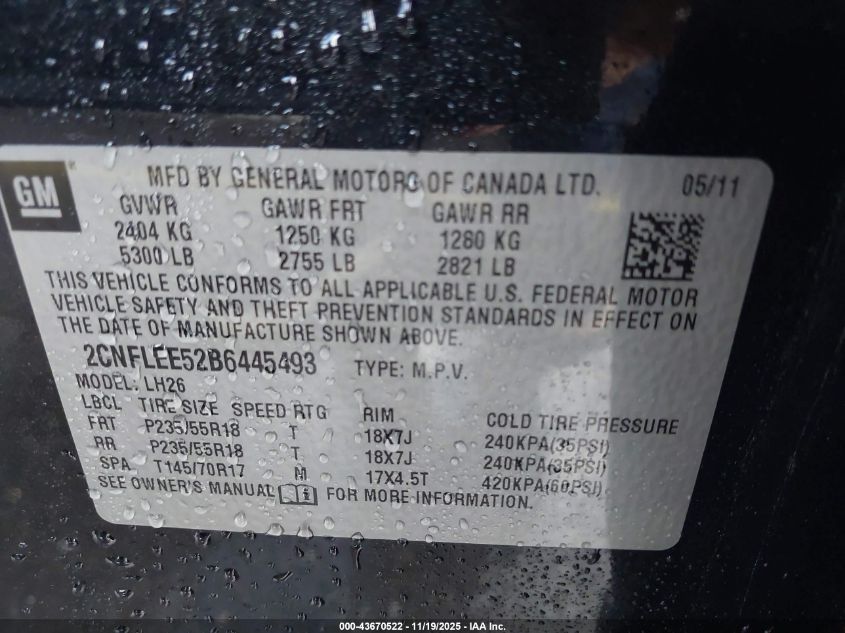 GM
MFD BY GENERAL MOTORS OF CANADA LTD. 05/11
GVWR GAWR FRT GAWR RR
2404 KG 1250 KG 1280 KG
5300 LB 2755 LB 2821 LB
THIS VEHICLE CONFORMS TO ALL APPLICABLE U.S. FEDERAL MOTOR
VEHICLE SAFETY AND THEFT PREVENTION STANDARDS IN EFFECT ON
THE DATE OF MANUFACTURE SHOWN ABOVE.
2CNFLEE52B6445493 TYPE: M.P.V.
MODEL: LH26
LBCL TIRE SIZE SPEED RTG RIM COLD TIRE PRESSURE
FRT P235/55R18 T 18X7J 240KPA(35PSI)
RR P235/55R18 T 18X7J 240KPA(35PSI)
SPA T145/70R17 M 17X4.5T 420KPA(60PSI)
SEE OWNER'S MANUAL FOR MORE INFORMATION.
000-43670522 - 11/19/2025 - IAA Inc.